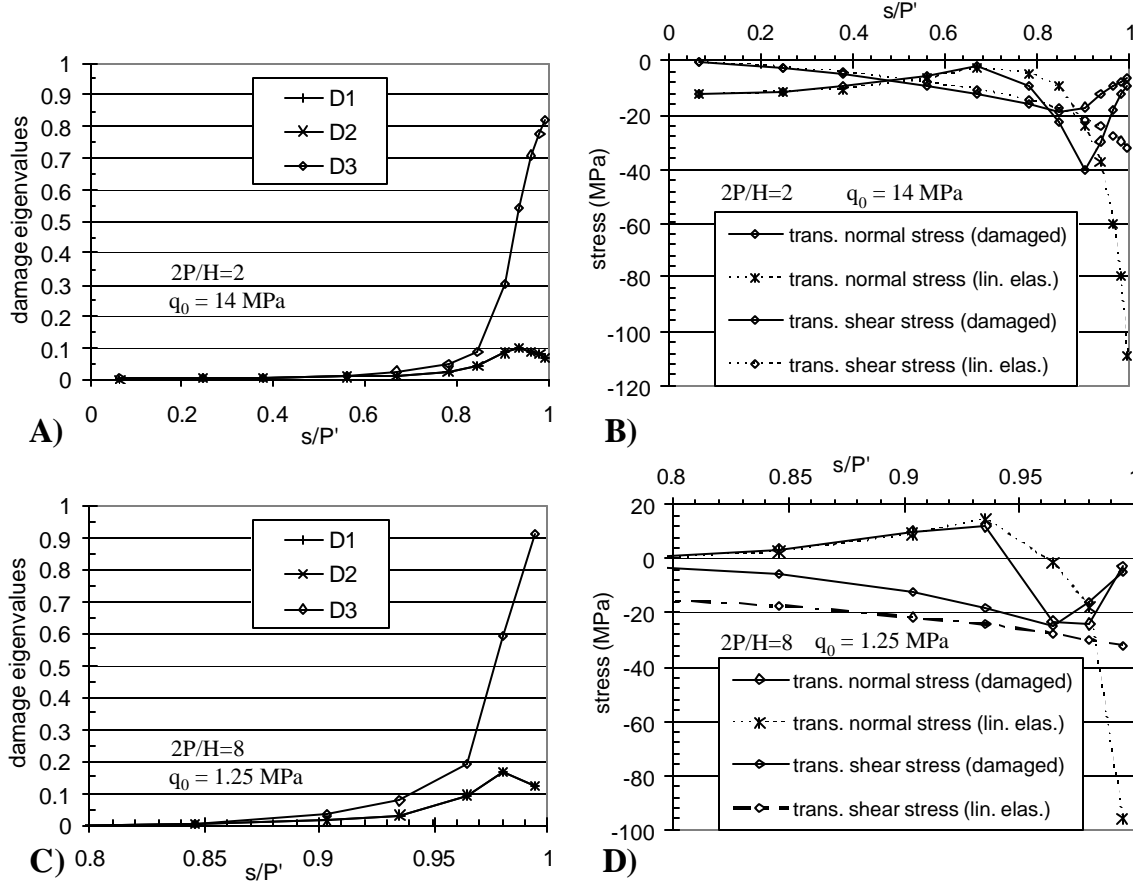 damage eigenvalues
1
0.9
0.8
0.7
0.6
0.5
0.4
0.3
0.2
0.1
0
D1
D2
D3
2P/H=2
q0 = 14 MPa
0 0.2 0.4 0.6 0.8 1
s/P'
A)
s/P'
0 0.2 0.4 0.6 0.8 1
stress (MPa)
0
-20
-40
-60
-80
-100
-120
2P/H=2 q0 = 14 MPa
trans. normal stress (damaged)
trans. normal stress (lin. elas.)
trans. shear stress (damaged)
trans. shear stress (lin. elas.)
B)
damage eigenvalues
1
0.9
0.8
0.7
0.6
0.5
0.4
0.3
0.2
0.1
0
D1
D2
D3
2P/H=8
q0 = 1.25 MPa
0.8 0.85 0.9 0.95 1
s/P'
C)
s/P'
0.8 0.85 0.9 0.95 1
stress (MPa)
20
0
-20
-40
-60
-80
-100
2P/H=8 q0 = 1.25 MPa
trans. normal stress (damaged)
trans. normal stress (lin. elas.)
trans. shear stress (damaged)
trans. shear stress (lin. elas.)
D)